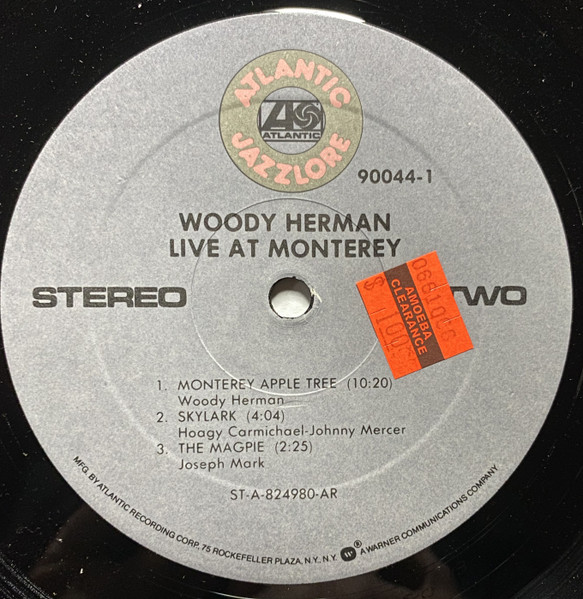 ATLANTIC
ATLANTIC
JAZZLORE
90044-1
WOODY HERMAN
LIVE AT MONTEREY
STEREO
TWO
AMOEBA
CLEARANCE
1. MONTEREY APPLE TREE (10:20)
Woody Herman
2. SKYLARK (4:04)
Hoagy Carmichael-Johnny Mercer
3. THE MAGPIE (2:25)
Joseph Mark
ST-A-824980-AR
MFG. BY ATLANTIC RECORDING CORP., 75 ROCKEFELLER PLAZA, N.Y., N.Y. ® A WARNER COMMUNICATIONS COMPANY